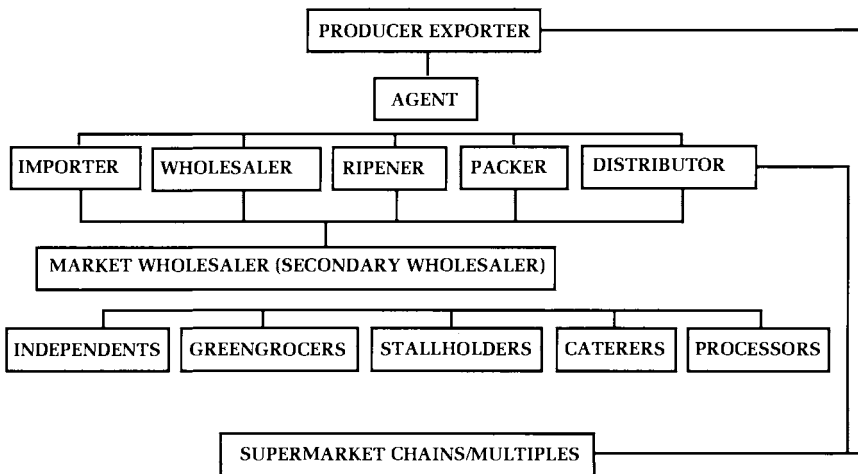 PRODUCER EXPORTER
AGENT
IMPORTER
WHOLESALER
RIPENER
PACKER
DISTRIBUTOR
MARKET WHOLESALER (SECONDARY WHOLESALER)
INDEPENDENTS
GREENGROCERS
STALLHOLDERS
CATERERS
PROCESSORS
SUPERMARKET CHAINS/MULTIPLES